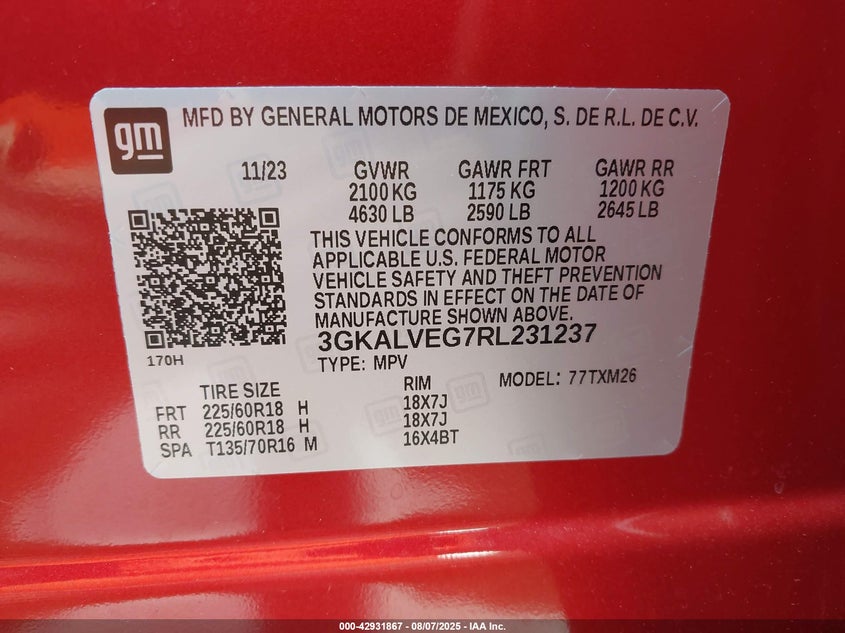 gm
MFD BY GENERAL MOTORS DE MEXICO, S. DE R.L. DE C.V.
11/23 GVWR GAWR FRT GAWR RR
2100 KG 1175 KG 1200 KG
4630 LB 2590 LB 2645 LB
THIS VEHICLE CONFORMS TO ALL
APPLICABLE U.S. FEDERAL MOTOR
VEHICLE SAFETY AND THEFT PREVENTION
STANDARDS IN EFFECT ON THE DATE OF
MANUFACTURE SHOWN ABOVE.
3GKALVEG7RL231237
170H
TYPE: MPV
MODEL: 77TXM26
TIRE SIZE RIM
FRT 225/60R18 H 18X7J
RR 225/60R18 H 18X7J
SPA T135/70R16 M 16X4BT
000-42931867 - 08/07/2025 - IAA Inc.